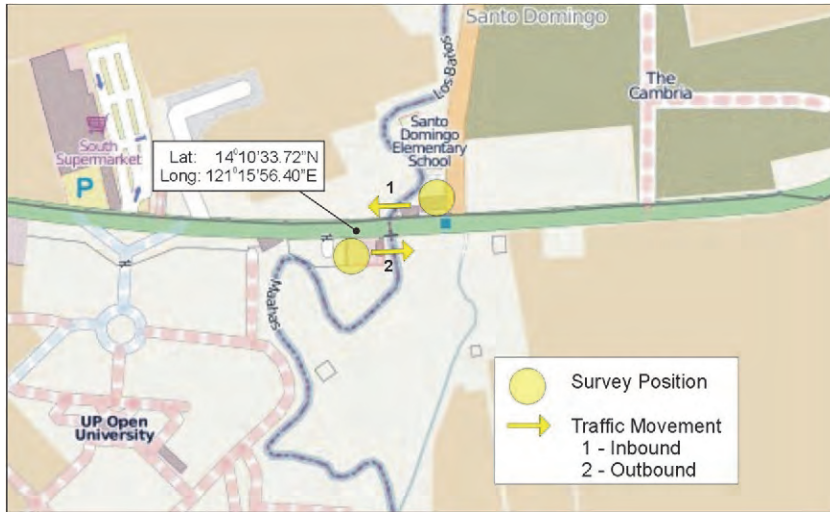 Santo Domingo
Los Baños
The
Cambria
Santo
Domingo
Elementary
School
South
Supermarket
P
Lat: 14°10'33.72"N
Long: 121°15'56.40"E
1
2
Maahas
UP Open
University
Survey Position
Traffic Movement
1 - Inbound
2 - Outbound